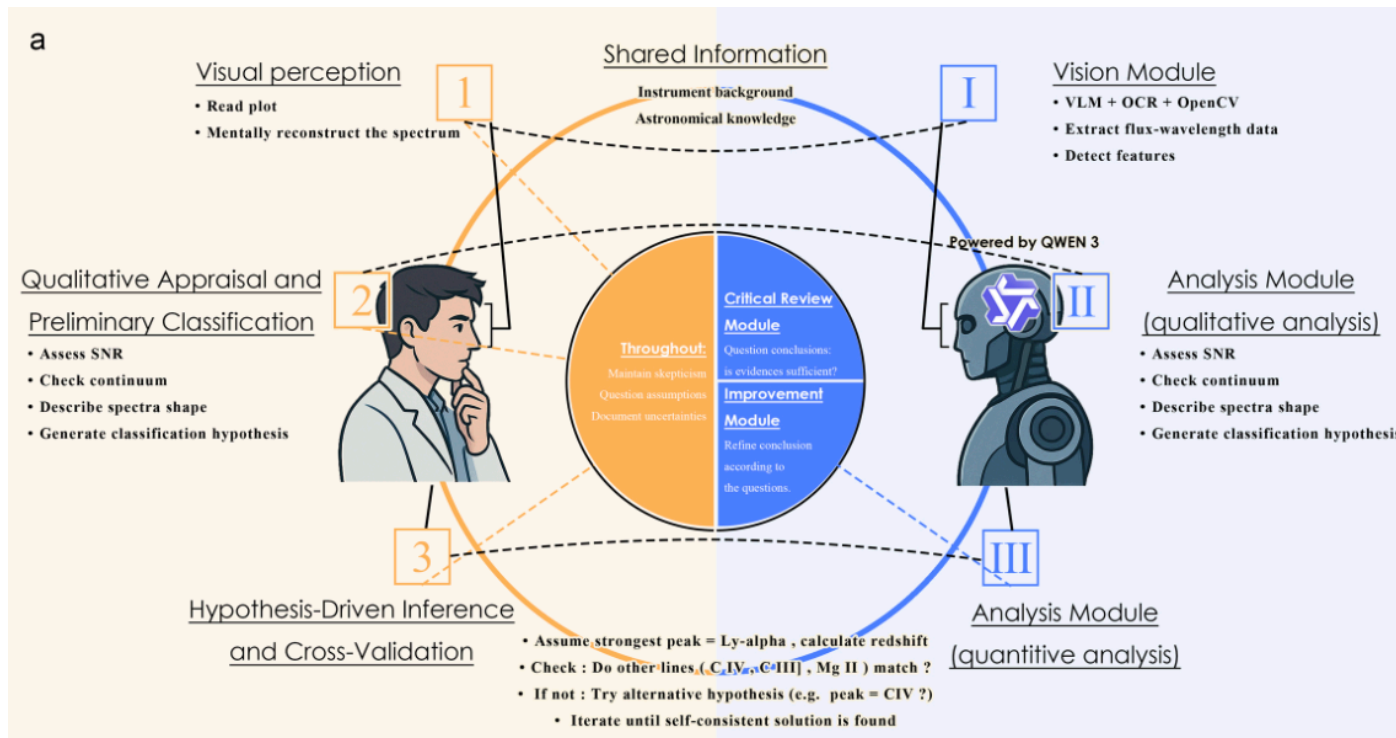 a
Shared Information
Instrument background
Astronomical knowledge
Visual perception
• Read plot
• Mentally reconstruct the spectrum
1
I
Vision Module
• VLM + OCR + OpenCV
• Extract flux-wavelength data
• Detect features
Qualitative Appraisal and
Preliminary Classification
2
• Assess SNR
• Check continuum
• Describe spectra shape
• Generate classification hypothesis
Throughout:
Maintain skepticism
Question assumptions
Document uncertainties
Critical Review
Module
Question conclusions:
is evidences sufficient?
Improvement
Module
Refine conclusion
according to
the questions.
Powered by QWEN 3
II
Analysis Module
(qualitative analysis)
• Assess SNR
• Check continuum
• Describe spectra shape
• Generate classification hypothesis
3
Hypothesis-Driven Inference
and Cross-Validation
III
Analysis Module
(quantitive analysis)
• Assume strongest peak = Ly-alpha , calculate redshift
• Check : Do other lines ( C IV , C III] , Mg II ) match ?
• If not : Try alternative hypothesis (e.g. peak = CIV ?)
• Iterate until self-consistent solution is found